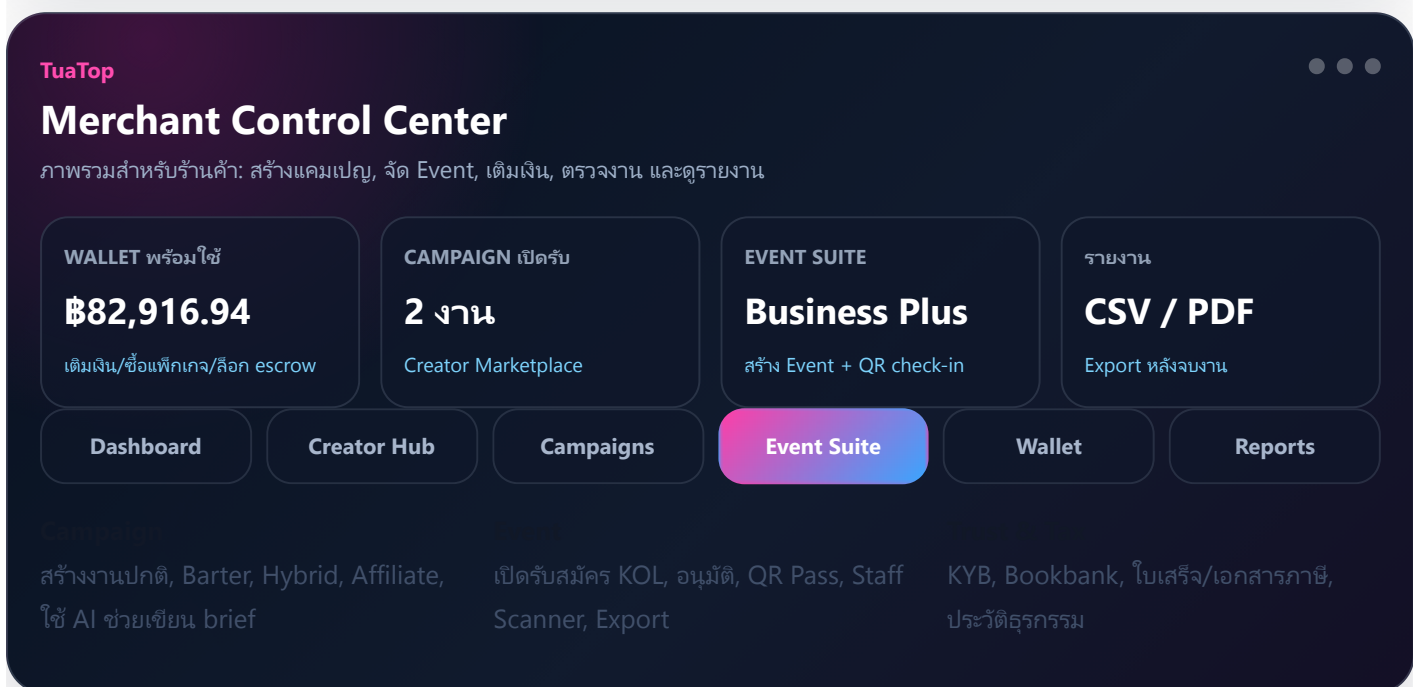 TuaTop
Merchant Control Center
ภาพรวมสำหรับร้านค้า: สร้างแคมเปญ, จัด Event, เติมเงิน, ตรวจงาน และดูรายงาน
WALLET พร้อมใช้
฿82,916.94
เติมเงิน/ซื้อแพ็กเกจ/ล็อก escrow
CAMPAIGN เปิดรับ
2 งาน
Creator Marketplace
EVENT SUITE
Business Plus
สร้าง Event + QR check-in
รายงาน
CSV / PDF
Export หลังจบงาน
Dashboard
Creator Hub
Campaigns
Event Suite
Wallet
Reports
Campaign
สร้างงานปกติ, Barter, Hybrid, Affiliate,
ใช้ AI ช่วยเขียน brief
เปิดรับสมัคร KOL, อนุมัติ, QR Pass, Staff
Scanner, Export
KYB, Bookbank, ใบเสร็จ/เอกสารภาษี,
ประวัติธุรกรรม